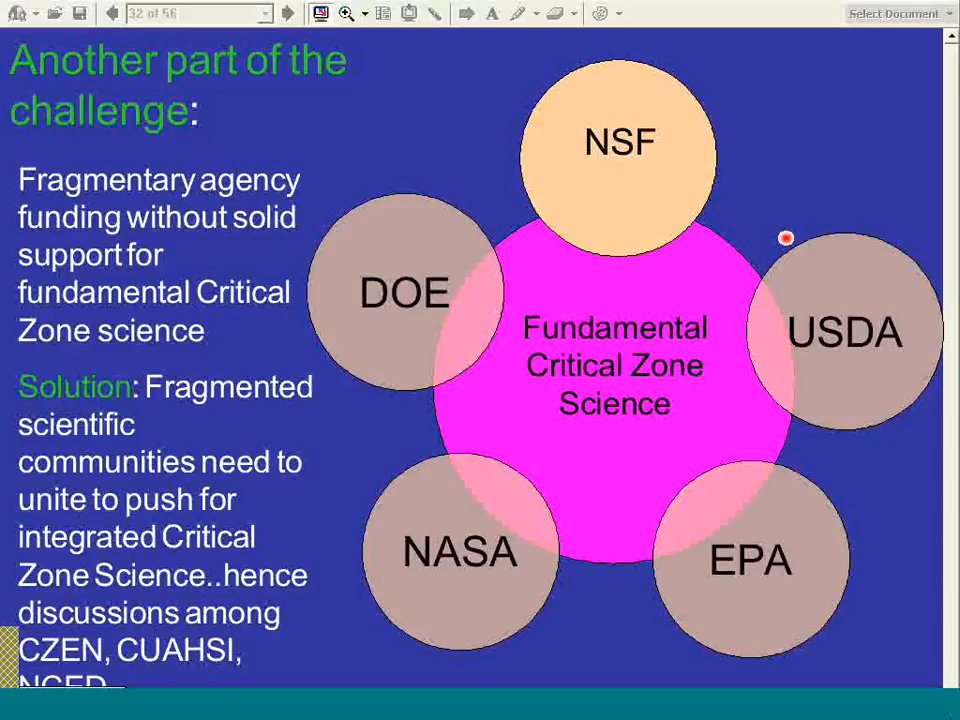 32 of 56
Select Document
Another part of the
challenge:
Fragmentary agency
funding without solid
support for
fundamental Critical
Zone science
Solution: Fragmented
scientific
communities need to
unite to push for
integrated Critical
Zone Science..hence
discussions among
CZEN, CUAHSI,
NCED
NSF
DOE
Fundamental
Critical Zone
Science
USDA
NASA
EPA